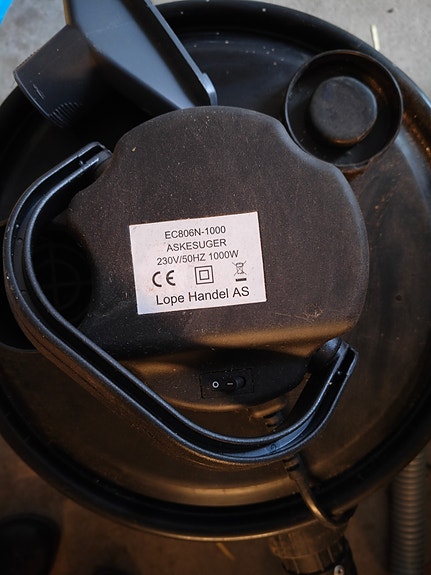 EC806N-1000
ASKESUGER
230V/50HZ 1000W
CE
Lope Handel AS
O –